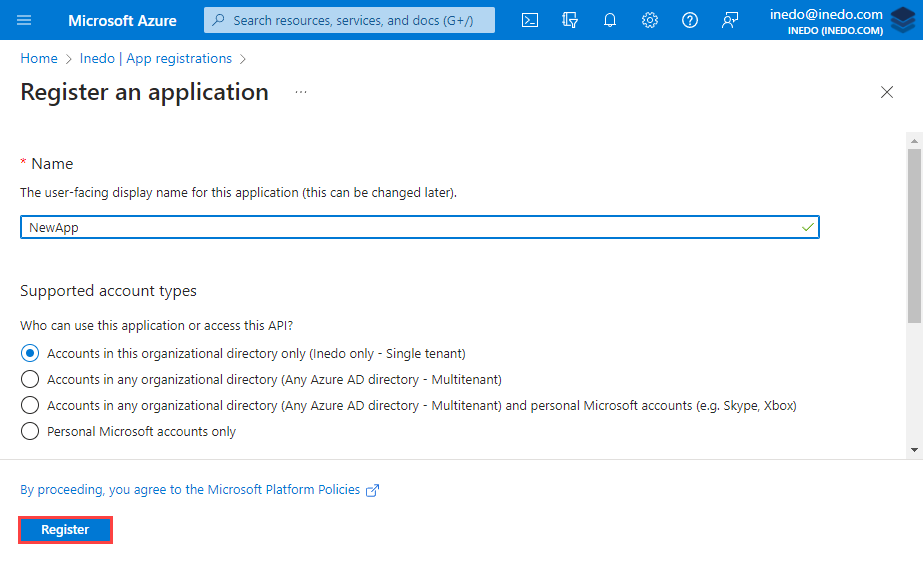 Microsoft Azure
Search resources, services, and docs (G+/)
inedo@inedo.com
INEDO (INEDO.COM)
Home > Inedo | App registrations >
Register an application ...
* Name
The user-facing display name for this application (this can be changed later).
NewApp
Supported account types
Who can use this application or access this API?
Accounts in this organizational directory only (Inedo only - Single tenant)
Accounts in any organizational directory (Any Azure AD directory - Multitenant)
Accounts in any organizational directory (Any Azure AD directory - Multitenant) and personal Microsoft accounts (e.g. Skype, Xbox)
Personal Microsoft accounts only
By proceeding, you agree to the Microsoft Platform Policies
Register